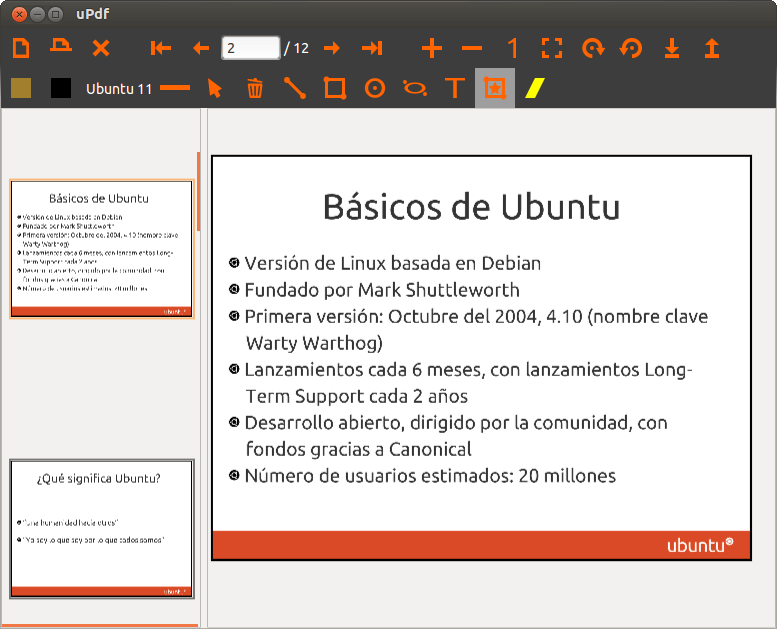 uPdf
2 / 12
1
Ubuntu 11
T
Básicos de Ubuntu
Versión de Linux basada en Debian
Fundado por Mark Shuttleworth
Primera versión: Octubre del 2004, 4.10 (nombre clave
Warty Warthog)
Lanzamientos cada 6 meses, con lanzamientos Long-
Term Support cada 2 años
Desarrollo abierto, dirigido por la comunidad, con
fondos gracias a Canonical
Número de usuarios estimados: 20 millones
ubuntu
¿Qué significa Ubuntu?
"Una humanidad hacia otros"
"Yo soy lo que soy por lo que todos somos"
ubuntu
Básicos de Ubuntu
Versión de Linux basada en Debian
Fundado por Mark Shuttleworth
Primera versión: Octubre del 2004, 4.10 (nombre clave
Warty Warthog)
Lanzamientos cada 6 meses, con lanzamientos Long-
Term Support cada 2 años
Desarrollo abierto, dirigido por la comunidad, con
fondos gracias a Canonical
Número de usuarios estimados: 20 millones
ubuntu